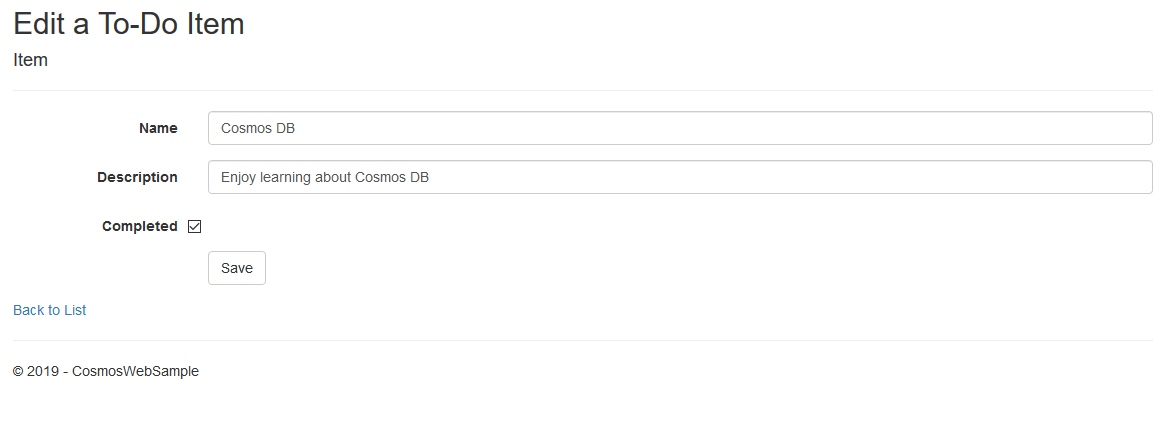 Edit a To-Do Item
Item
Name Cosmos DB
Description Enjoy learning about Cosmos DB
Completed
Save
Back to List
© 2019 - CosmosWebSample